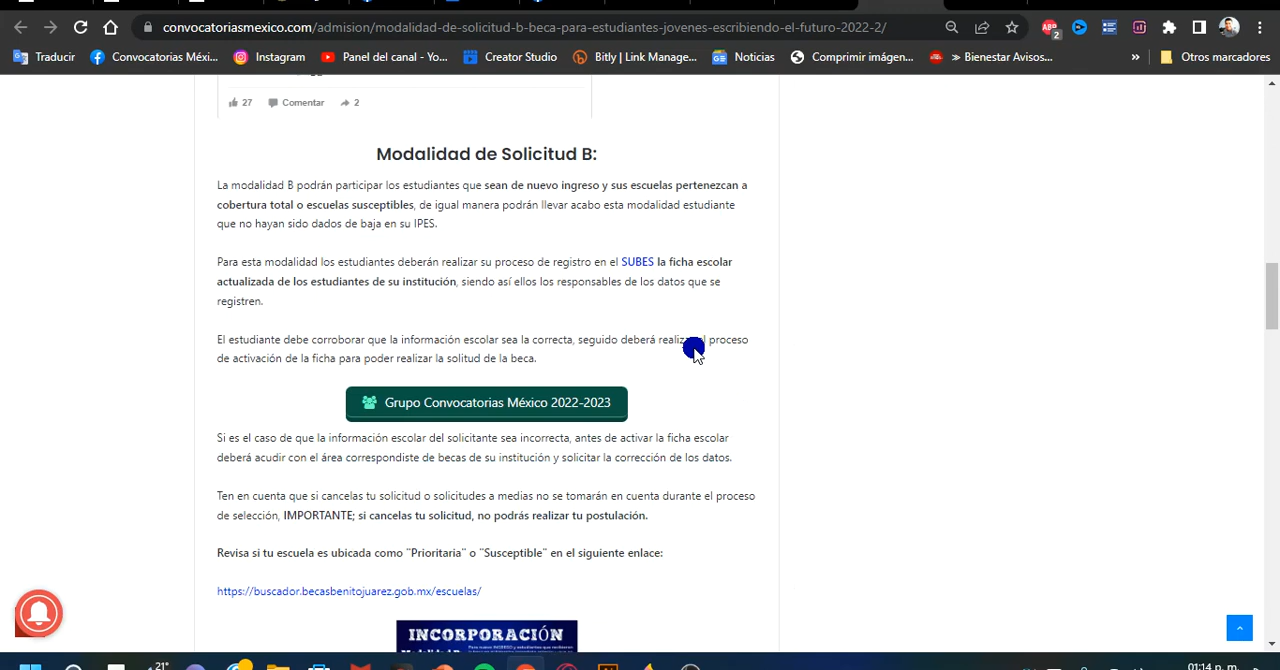 convocatoriasmexico.com/admision/modalidad-de-solicitud-b-beca-para-estudiantes-jovenes-escribiendo-el-futuro-2022-2/
2
Traducir
Convocatorias Méxi...
Instagram
Panel del canal - Yo...
Creator Studio
Bitly | Link Manage...
Noticias
Comprimir imágen...
≫ Bienestar Avisos...
»
Otros marcadores
27 Comentar 2
Modalidad de Solicitud B:
La modalidad B podrán participar los estudiantes que sean de nuevo ingreso y sus escuelas pertenezcan a
cobertura total o escuelas susceptibles, de igual manera podrán llevar acabo esta modalidad estudiante
que no hayan sido dados de baja en su IPES.
Para esta modalidad los estudiantes deberán realizar su proceso de registro en el SUBES la ficha escolar
actualizada de los estudiantes de su institución, siendo así ellos los responsables de los datos que se
registren.
El estudiante debe corroborar que la información escolar sea la correcta, seguido deberá proceso
de activación de la ficha para poder realizar la solitud de la beca.
Grupo Convocatorias México 2022-2023
Si es el caso de que la información escolar del solicitante sea incorrecta, antes de activar la ficha escolar
deberá acudir con el área correspondiste de becas de su institución y solicitar la corrección de los datos.
Ten en cuenta que si cancelas tu solicitud o solicitudes a medias no se tomarán en cuenta durante el proceso
de selección, IMPORTANTE; si cancelas tu solicitud, no podrás realizar tu postulación.
Revisa si tu escuela es ubicada como ¨Prioritaria¨ o ¨Susceptible¨ en el siguiente enlace:
https://buscador.becasbenitojuarez.gob.mx/escuelas/
INCORPORACIÓN
21°
01:14 p. m.